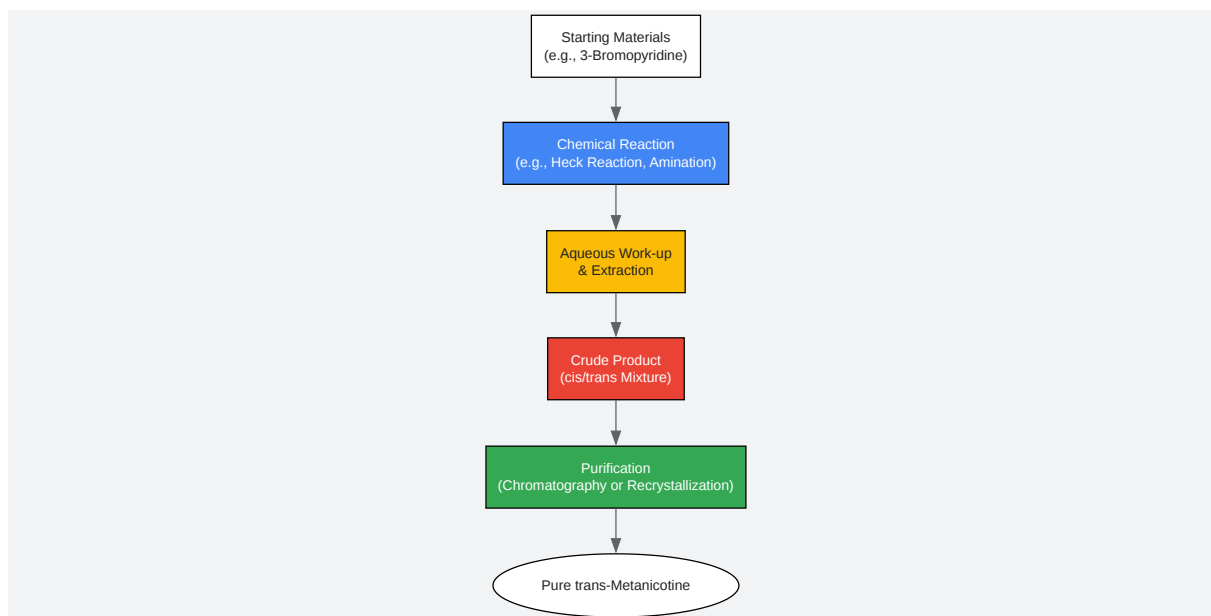 Starting Materials
(e.g., 3-Bromopyridine)
Chemical Reaction
(e.g., Heck Reaction, Amination)
Aqueous Work-up
& Extraction
Crude Product
(cis/trans Mixture)
Purification
(Chromatography or Recrystallization)
Pure trans-Metanicotine